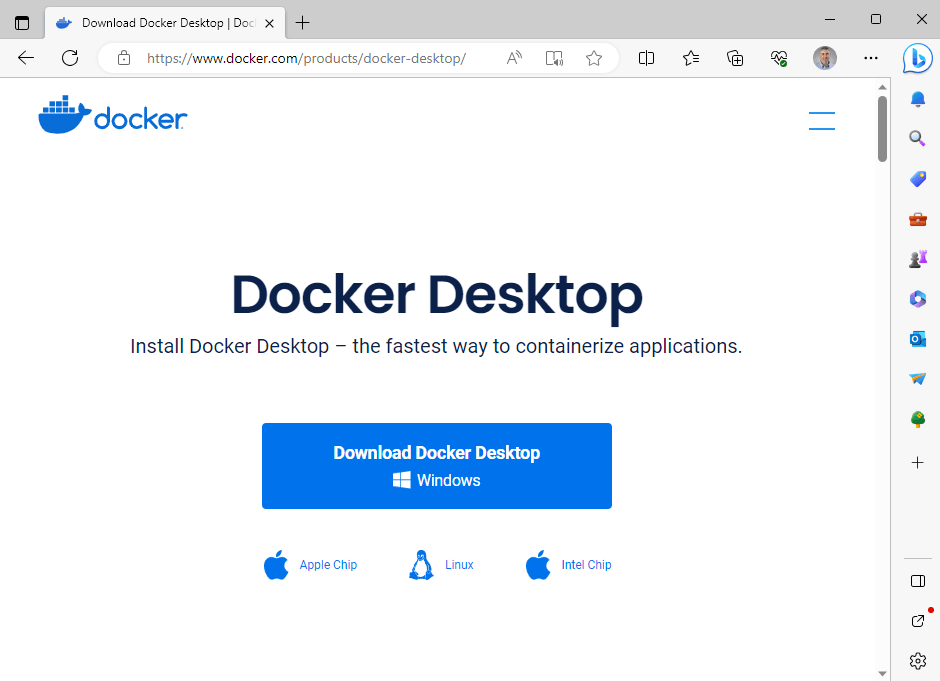 Download Docker Desktop | Doc
https://www.docker.com/products/docker-desktop/
docker
Docker Desktop
Install Docker Desktop – the fastest way to containerize applications.
Download Docker Desktop
Windows
Apple Chip
Linux
Intel Chip